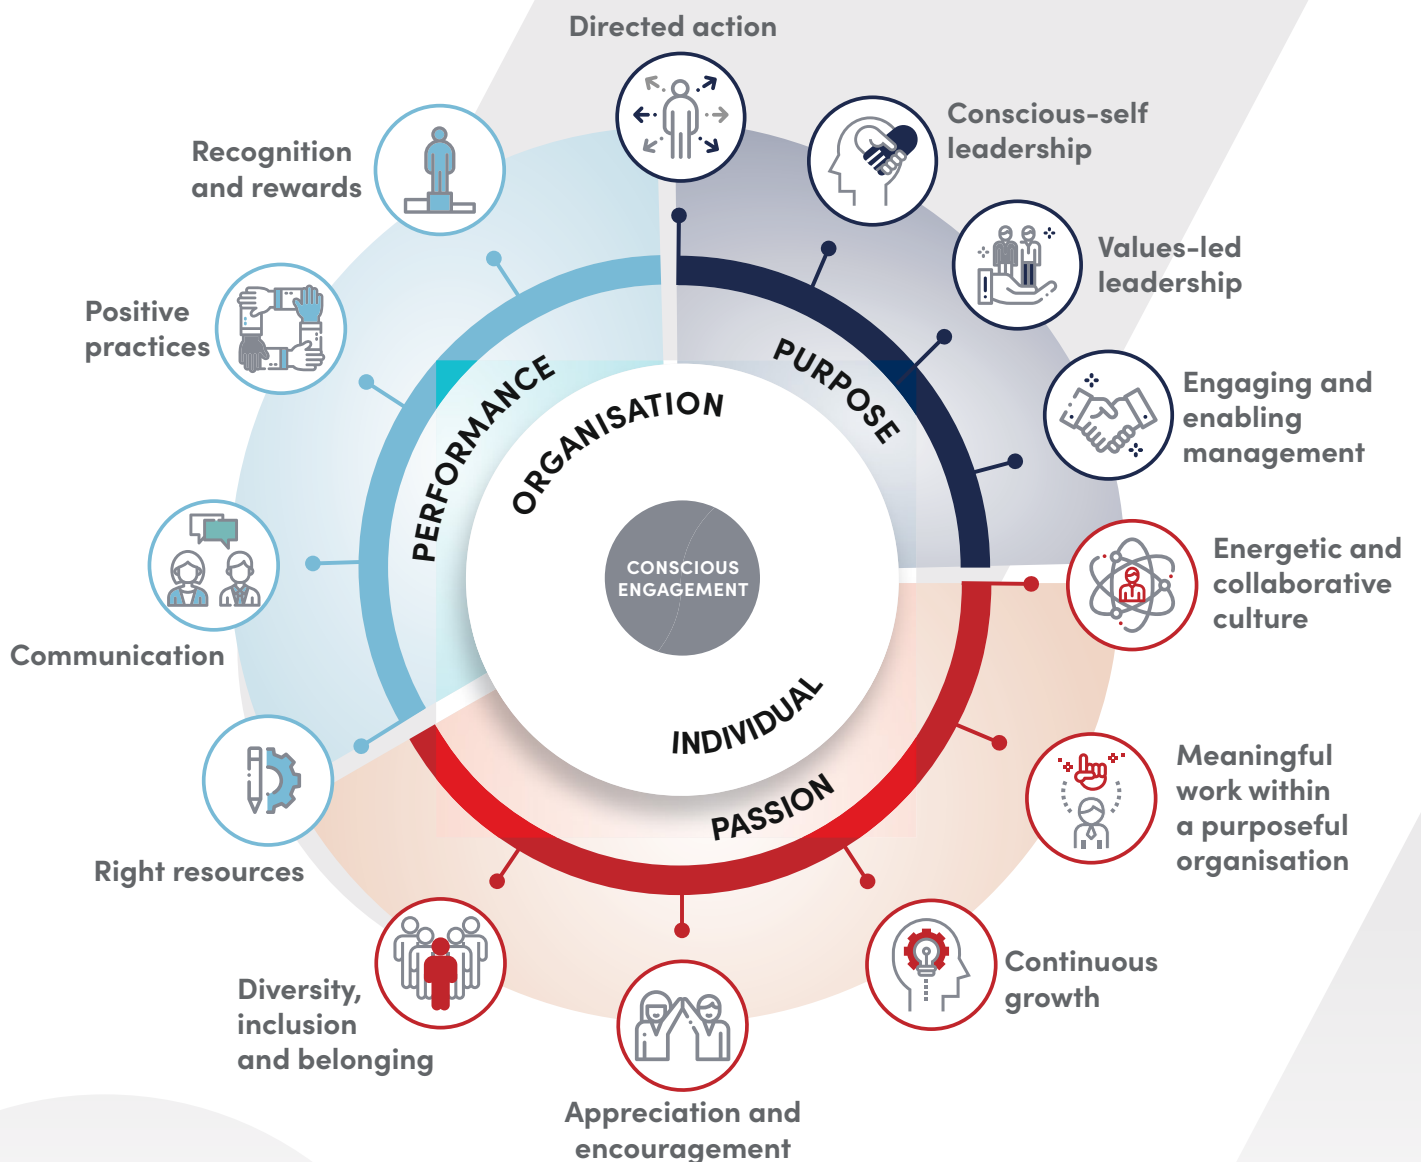 Directed action
Conscious-self
leadership
Values-led
leadership
Engaging and
enabling
management
Energetic and
collaborative
culture
Meaningful
work within
a purposeful
organisation
Continuous
growth
Appreciation and
encouragement
Diversity,
inclusion
and belonging
Right resources
Communication
Positive
practices
Recognition
and rewards
PERFORMANCE
PURPOSE
PASSION
ORGANISATION
INDIVIDUAL
CONSCIOUS
ENGAGEMENT